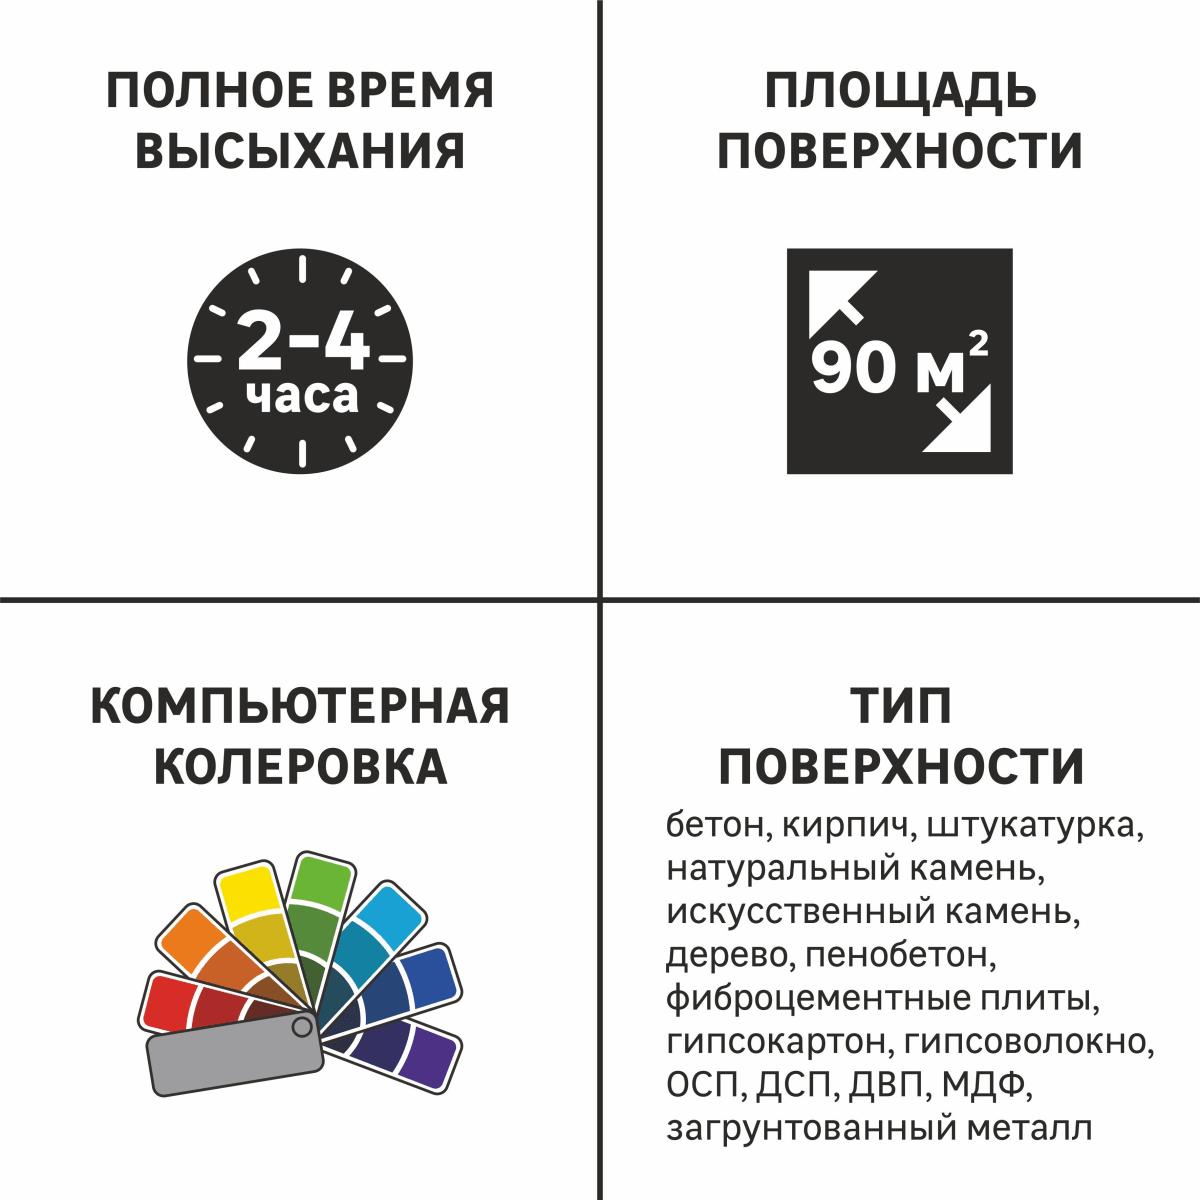 ПОЛНОЕ ВРЕМЯ
ВЫСЫХАНИЯ
2-4
часа
ПЛОЩАДЬ
ПОВЕРХНОСТИ
90 м²
КОМПЬЮТЕРНАЯ
КОЛЕРОВКА
ТИП
ПОВЕРХНОСТИ
бетон, кирпич, штукатурка,
натуральный камень,
искусственный камень,
дерево, пенобетон,
фиброцементные плиты,
гипсокартон, гипсоволокно,
ОСП, ДСП, ДВП, МДФ,
загрунтованный металл